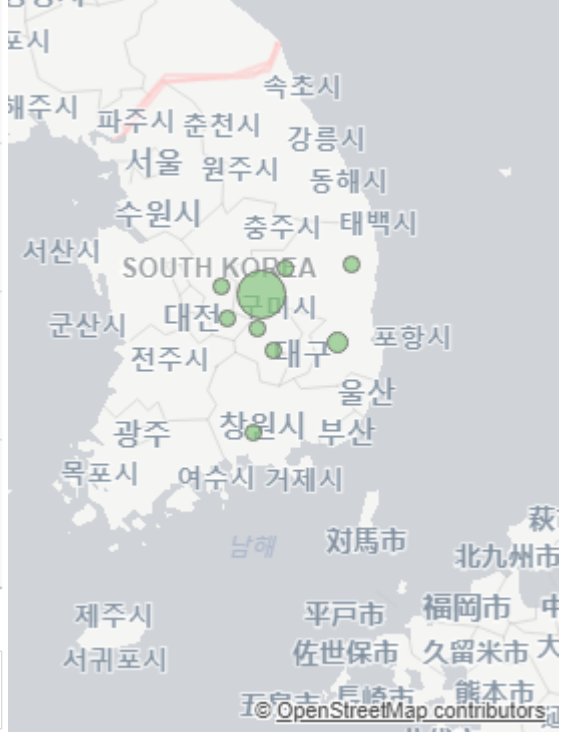 포시
해주시
속초시
파주시 춘천시
강릉시
서울 원주시
동해시
수원시
충주시 태백시
서산시
SOUTH KOREA
구미시
군산시 대전
포항시
전주시 대구
울산
광주 창원시 부산
목포시 여수시 거제시
남해
対馬市
北九州市
제주시 平戸市 福岡市
서귀포시 佐世保市 久留米市
長崎市 熊本市
© OpenStreetMap contributors